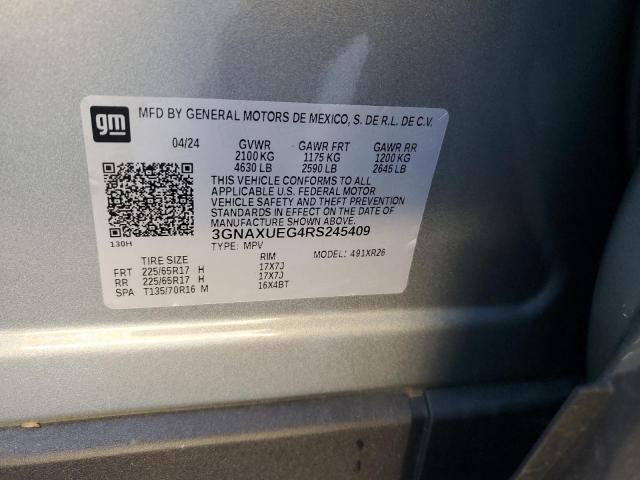 gm
MFD BY GENERAL MOTORS DE MEXICO, S. DE R.L. DE C.V.
04/24 GVWR GAWR FRT GAWR RR
2100 KG 1175 KG 1200 KG
4630 LB 2590 LB 2645 LB
THIS VEHICLE CONFORMS TO ALL
APPLICABLE U.S. FEDERAL MOTOR
VEHICLE SAFETY AND THEFT PREVENTION
STANDARDS IN EFFECT ON THE DATE OF
MANUFACTURE SHOWN ABOVE.
3GNAXUEG4RS245409
130H
TYPE: MPV MODEL: 491XR26
TIRE SIZE RIM
FRT 225/65R17 H 17X7J
RR 225/65R17 H 17X7J
SPA T135/70R16 M 16X4BT